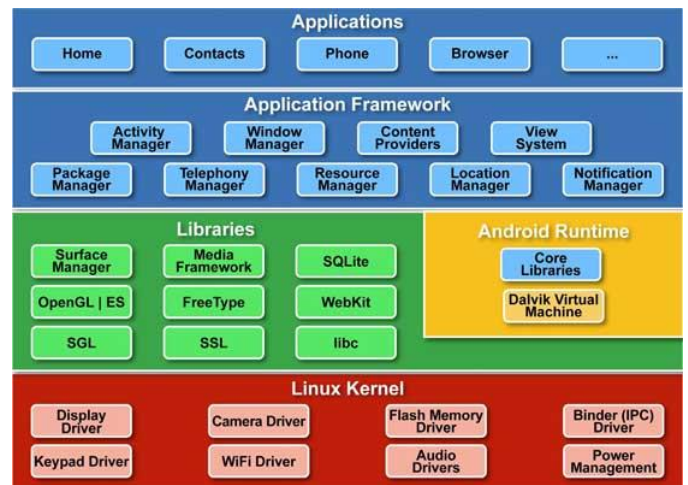 Applications
Home
Contacts
Phone
Browser
...
Application Framework
Activity
Manager
Window
Manager
Content
Providers
View
System
Package
Manager
Telephony
Manager
Resource
Manager
Location
Manager
Notification
Manager
Libraries
Surface
Manager
Media
Framework
SQLite
OpenGL | ES
FreeType
WebKit
SGL
SSL
libc
Android Runtime
Core
Libraries
Dalvik Virtual
Machine
Linux Kernel
Display
Driver
Camera Driver
Flash Memory
Driver
Binder (IPC)
Driver
Keypad Driver
WiFi Driver
Audio
Drivers
Power
Management